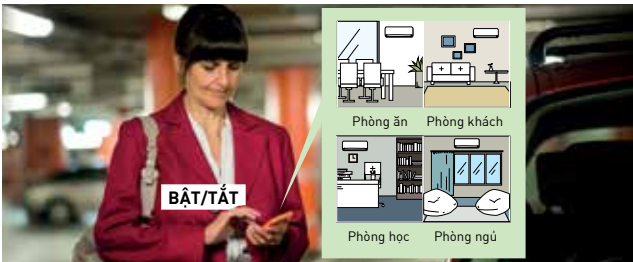 BẬT/TẮT
Phòng ăn Phòng khách
Phòng học Phòng ngủ